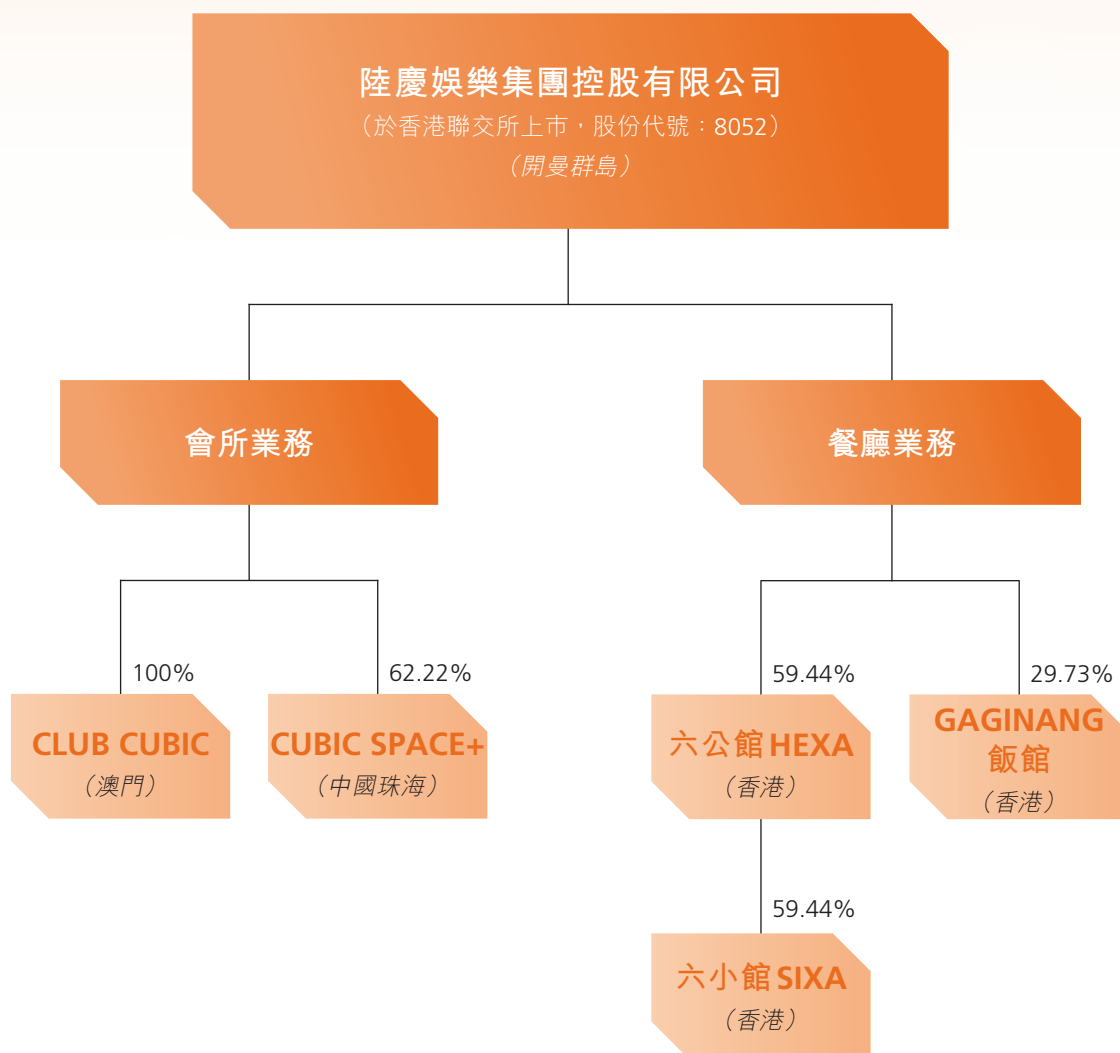 陸慶娛樂集團控股有限公司
（於香港聯交所上市，股份代號：8052）
（開曼群島）
會所業務
餐廳業務
100%
62.22%
59.44%
29.73%
CLUB CUBIC
（澳門）
CUBIC SPACE+
（中國珠海）
六公館HEXA
（香港）
GAGINANG
飯館
（香港）
59.44%
六小館SIXA
（香港）